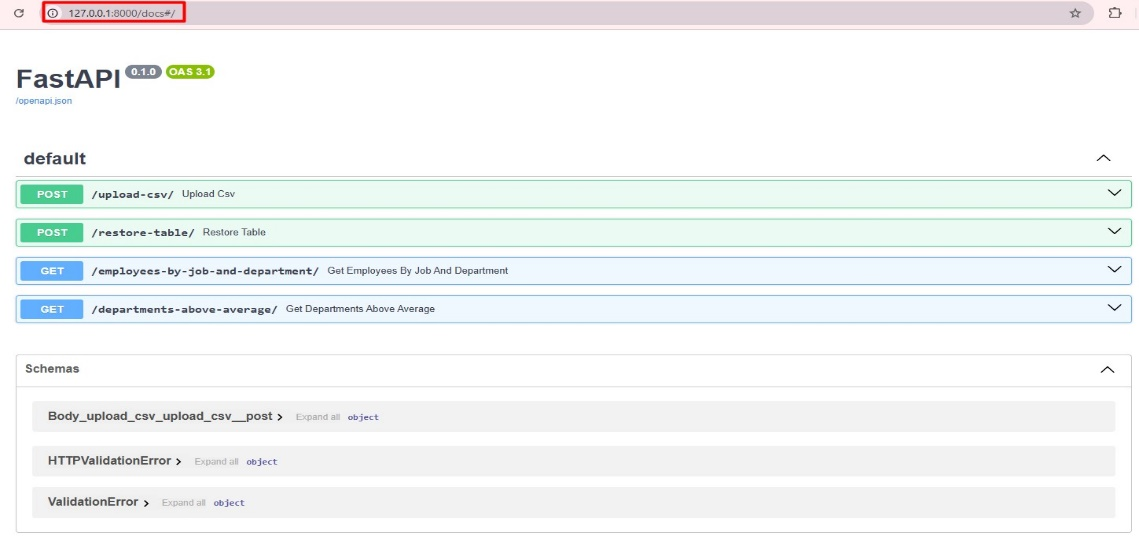 127.0.0.1:8000/docs#/
FastAPI 0.1.0 OAS 3.1
/openapi.json
default
POST /upload-csv/ Upload Csv
POST /restore-table/ Restore Table
GET /employees-by-job-and-department/ Get Employees By Job And Department
GET /departments-above-average/ Get Departments Above Average
Schemas
Body_upload_csv_upload_csv__post Expand all object
HTTPValidationError Expand all object
ValidationError Expand all object